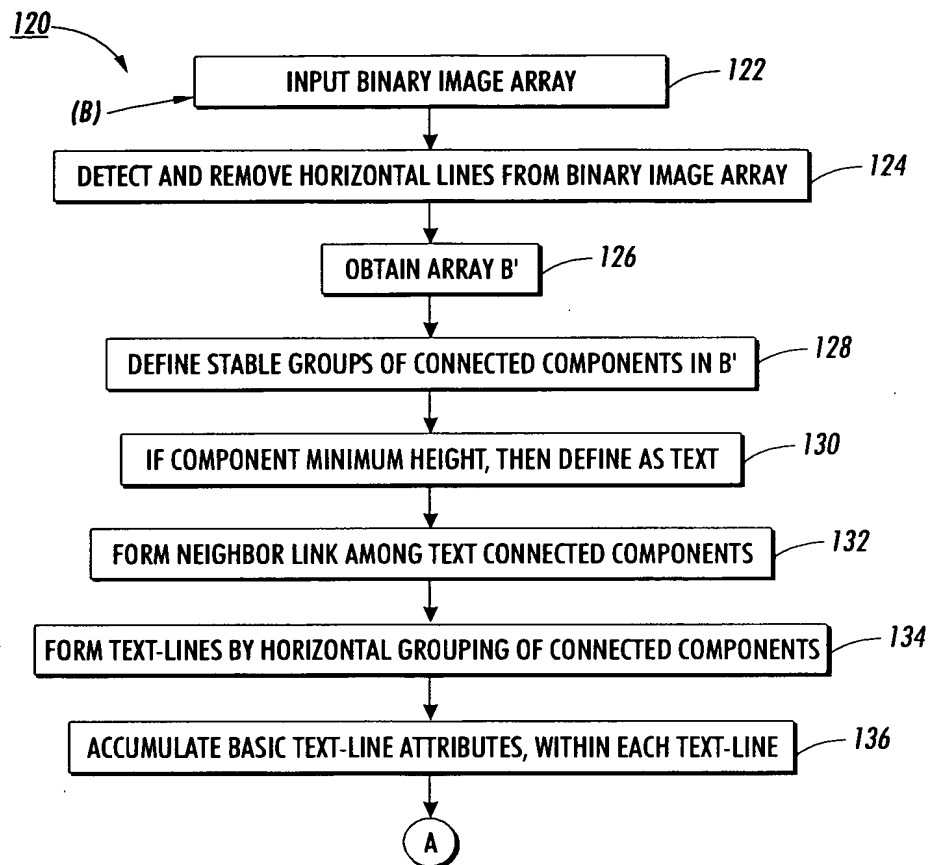 120
INPUT BINARY IMAGE ARRAY
122
(B)
DETECT AND REMOVE HORIZONTAL LINES FROM BINARY IMAGE ARRAY
124
OBTAIN ARRAY B'
126
DEFINE STABLE GROUPS OF CONNECTED COMPONENTS IN B'
128
IF COMPONENT MINIMUM HEIGHT, THEN DEFINE AS TEXT
130
FORM NEIGHBOR LINK AMONG TEXT CONNECTED COMPONENTS
132
FORM TEXT-LINES BY HORIZONTAL GROUPING OF CONNECTED COMPONENTS
134
ACCUMULATE BASIC TEXT-LINE ATTRIBUTES, WITHIN EACH TEXT-LINE
136
A